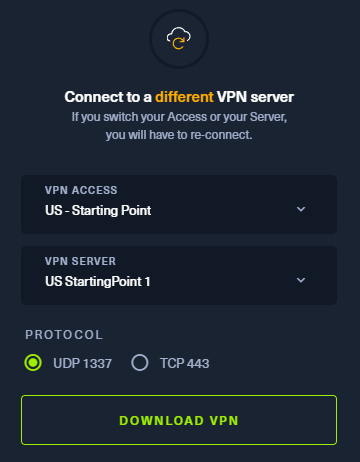 Connect to a different VPN server
If you switch your Access or your Server,
you will have to re-connect.
VPN ACCESS
US - Starting Point
VPN SERVER
US StartingPoint 1
PROTOCOL
UDP 1337 TCP 443
DOWNLOAD VPN